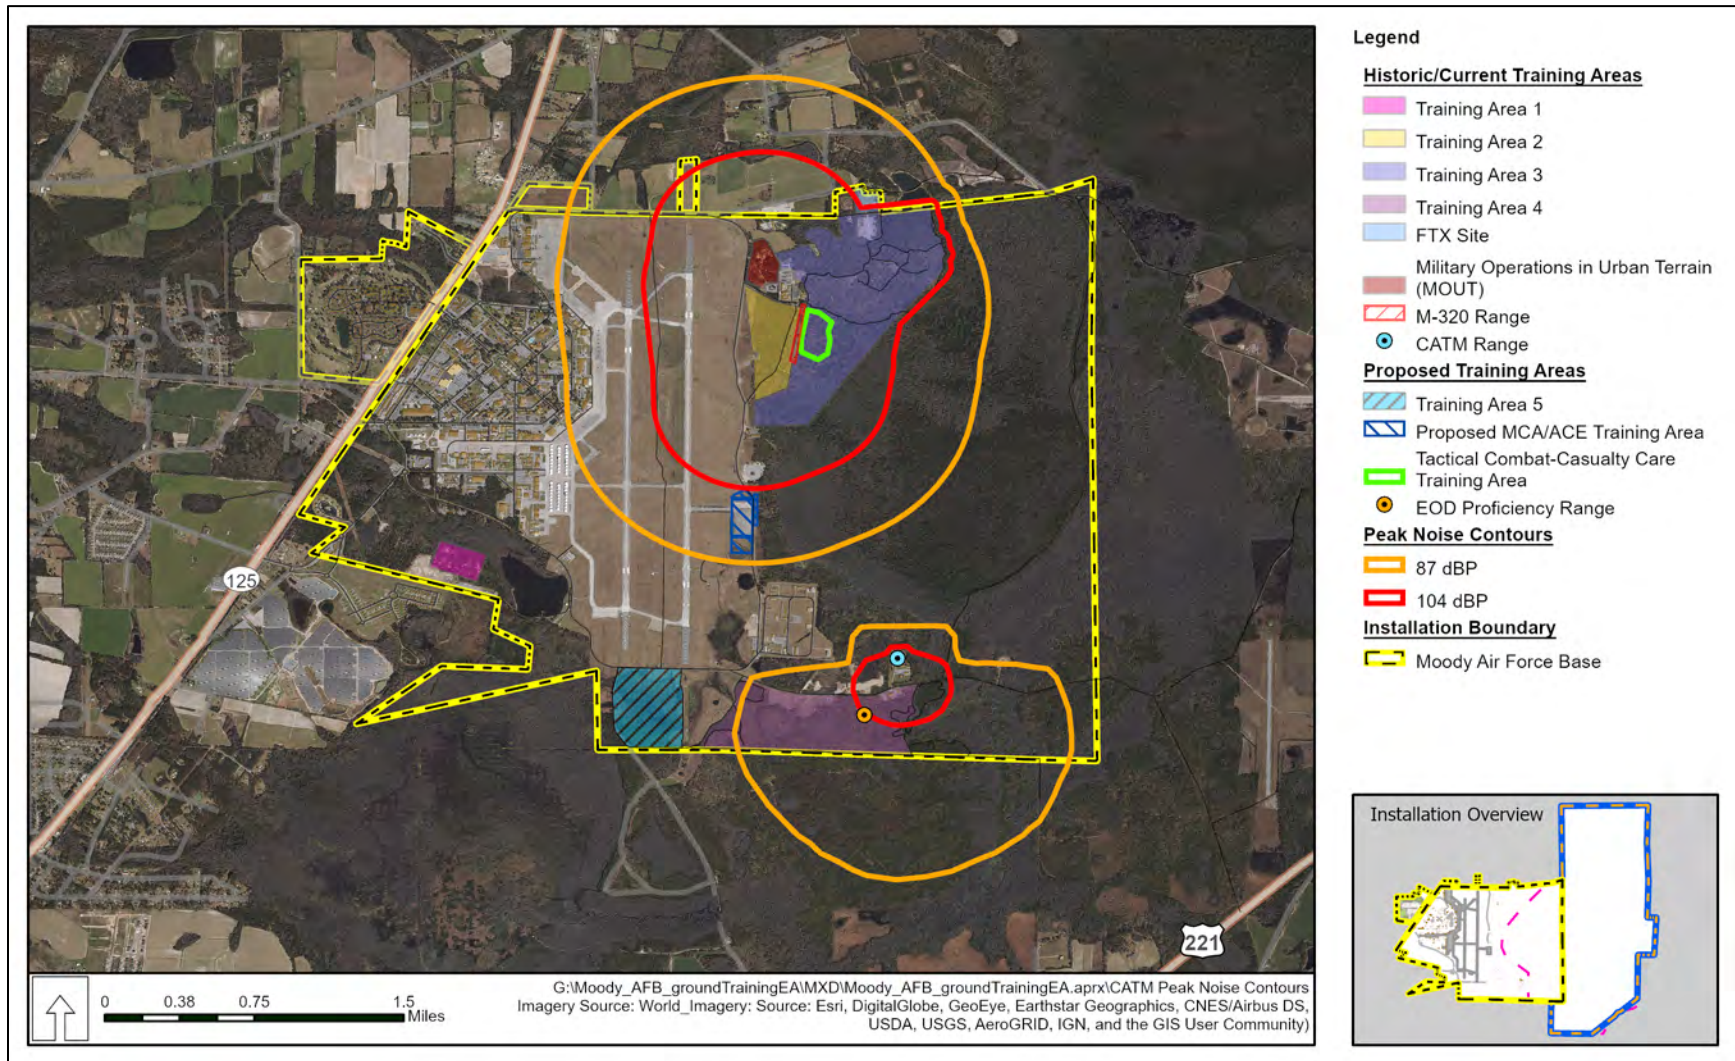 125
221
0
0.38
0.75
1.5
Miles
G:\Moody_AFB_groundTrainingEA\MXD\Moody_AFB_groundTrainingEA.aprx\CATM Peak Noise Contours
Imagery Source: World_Imagery: Source: Esri, DigitalGlobe, GeoEye, Earthstar Geographics, CNES/Airbus DS,
USDA, USGS, AeroGRID, IGN, and the GIS User Community)
Legend
Historic/Current Training Areas
Training Area 1
Training Area 2
Training Area 3
Training Area 4
FTX Site
Military Operations in Urban Terrain
(MOUT)
M-320 Range
CATM Range
Proposed Training Areas
Training Area 5
Proposed MCA/ACE Training Area
Tactical Combat-Casualty Care
Training Area
EOD Proficiency Range
Peak Noise Contours
87 dBP
104 dBP
Installation Boundary
Moody Air Force Base
Installation Overview